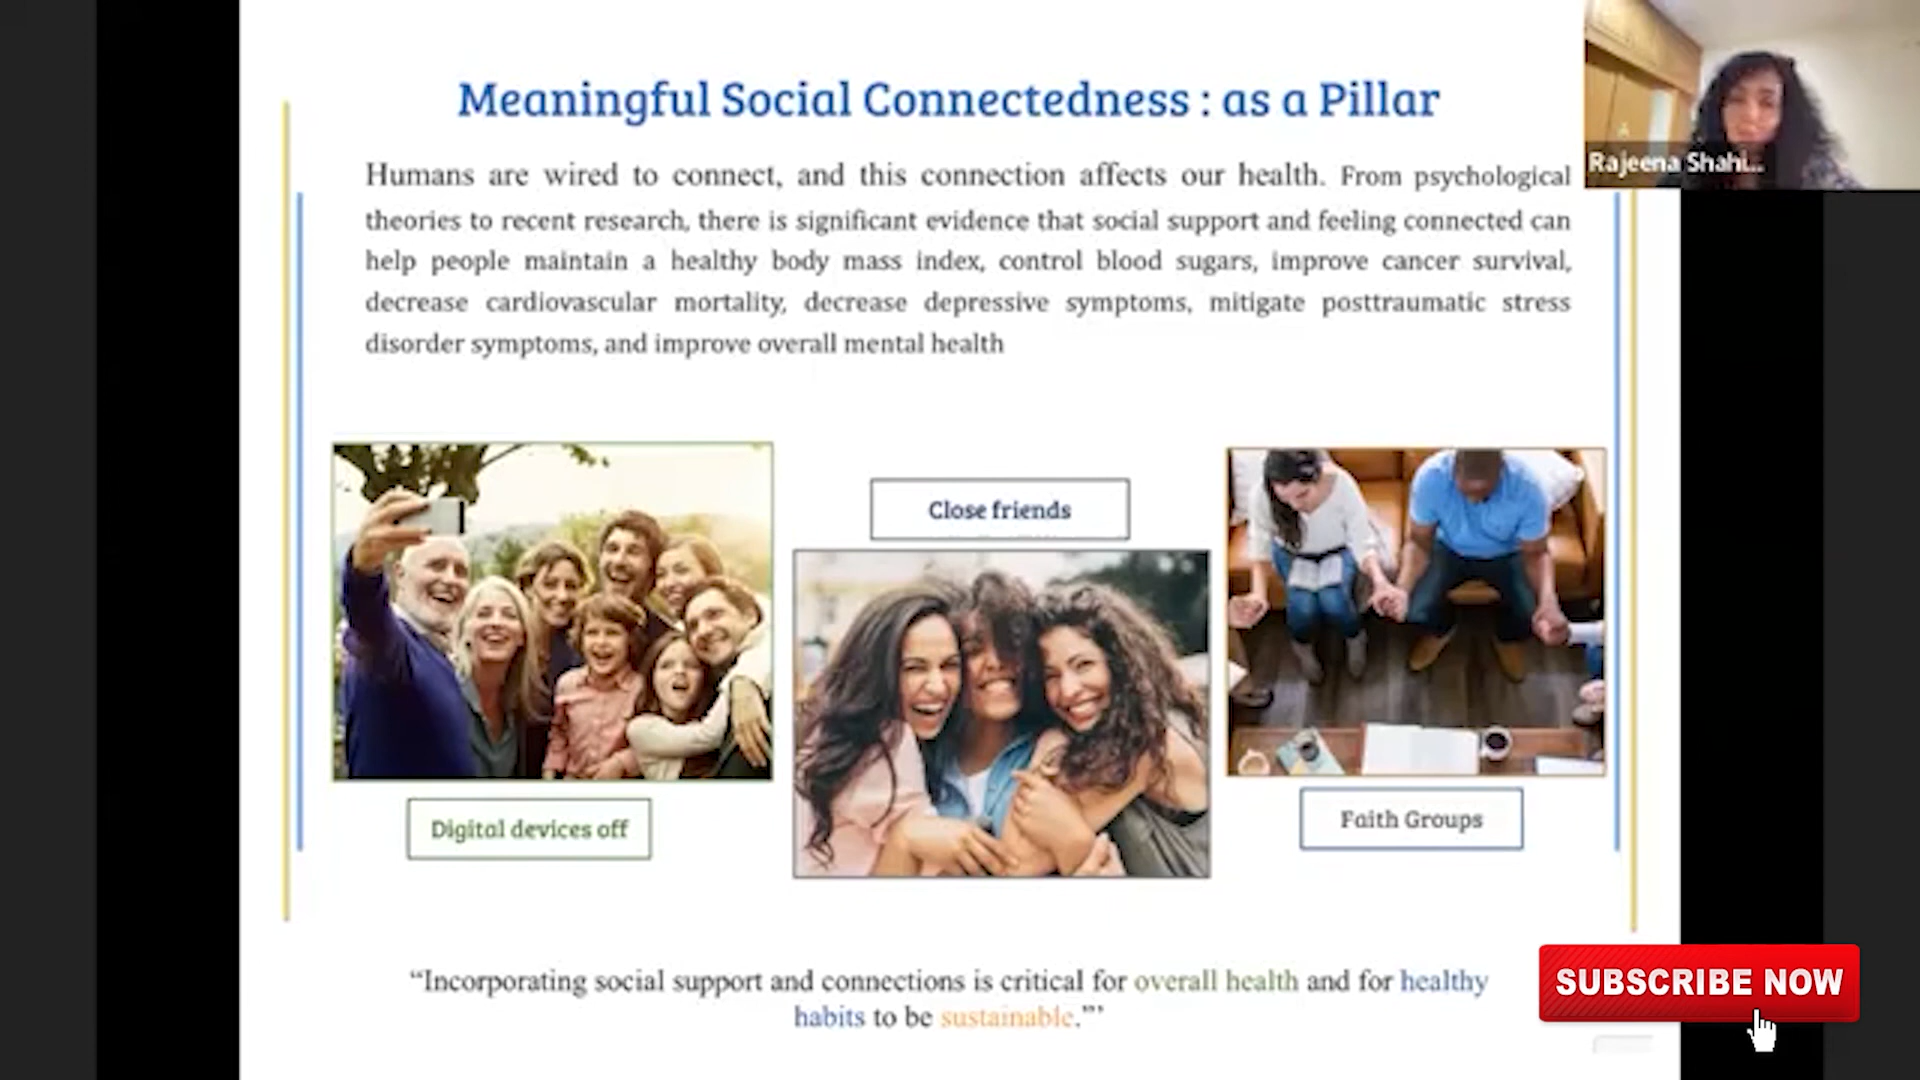 Meaningful Social Connectedness : as a Pillar
Rajeena Shahi...
Humans are wired to connect, and this connection affects our health. From psychological
theories to recent research, there is significant evidence that social support and feeling connected can
help people maintain a healthy body mass index, control blood sugars, improve cancer survival,
decrease cardiovascular mortality, decrease depressive symptoms, mitigate posttraumatic stress
disorder symptoms, and improve overall mental health
Close friends
Digital devices off
Faith Groups
“Incorporating social support and connections is critical for overall health and for healthy
habits to be sustainable.”’
SUBSCRIBE NOW